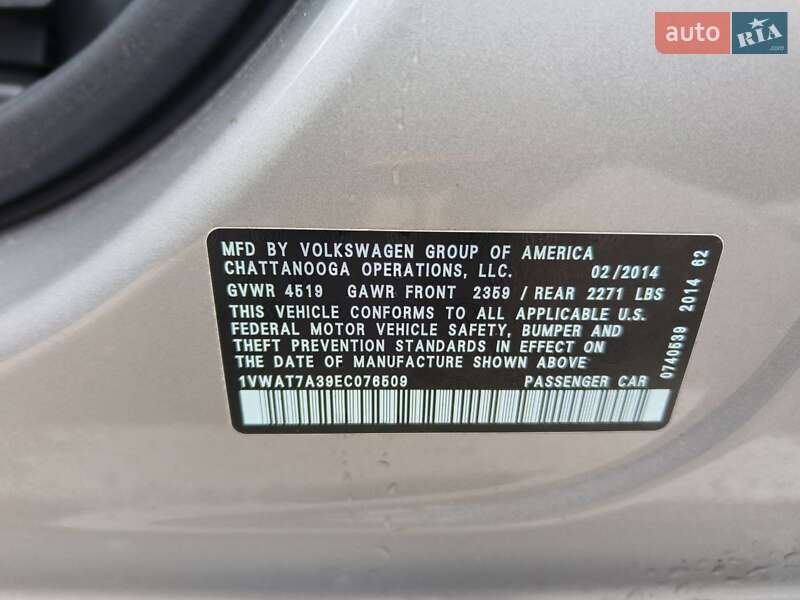 auto RIA.com
MFD BY VOLKSWAGEN GROUP OF AMERICA
CHATTANOOGA OPERATIONS, LLC. 02/2014
GVWR 4519 GAWR FRONT 2359 / REAR 2271 LBS
THIS VEHICLE CONFORMS TO ALL APPLICABLE U.S.
FEDERAL MOTOR VEHICLE SAFETY, BUMPER AND
THEFT PREVENTION STANDARDS IN EFFECT ON
THE DATE OF MANUFACTURE SHOWN ABOVE
1VWAT7A39EC076509 PASSENGER CAR
0740539 2014 62